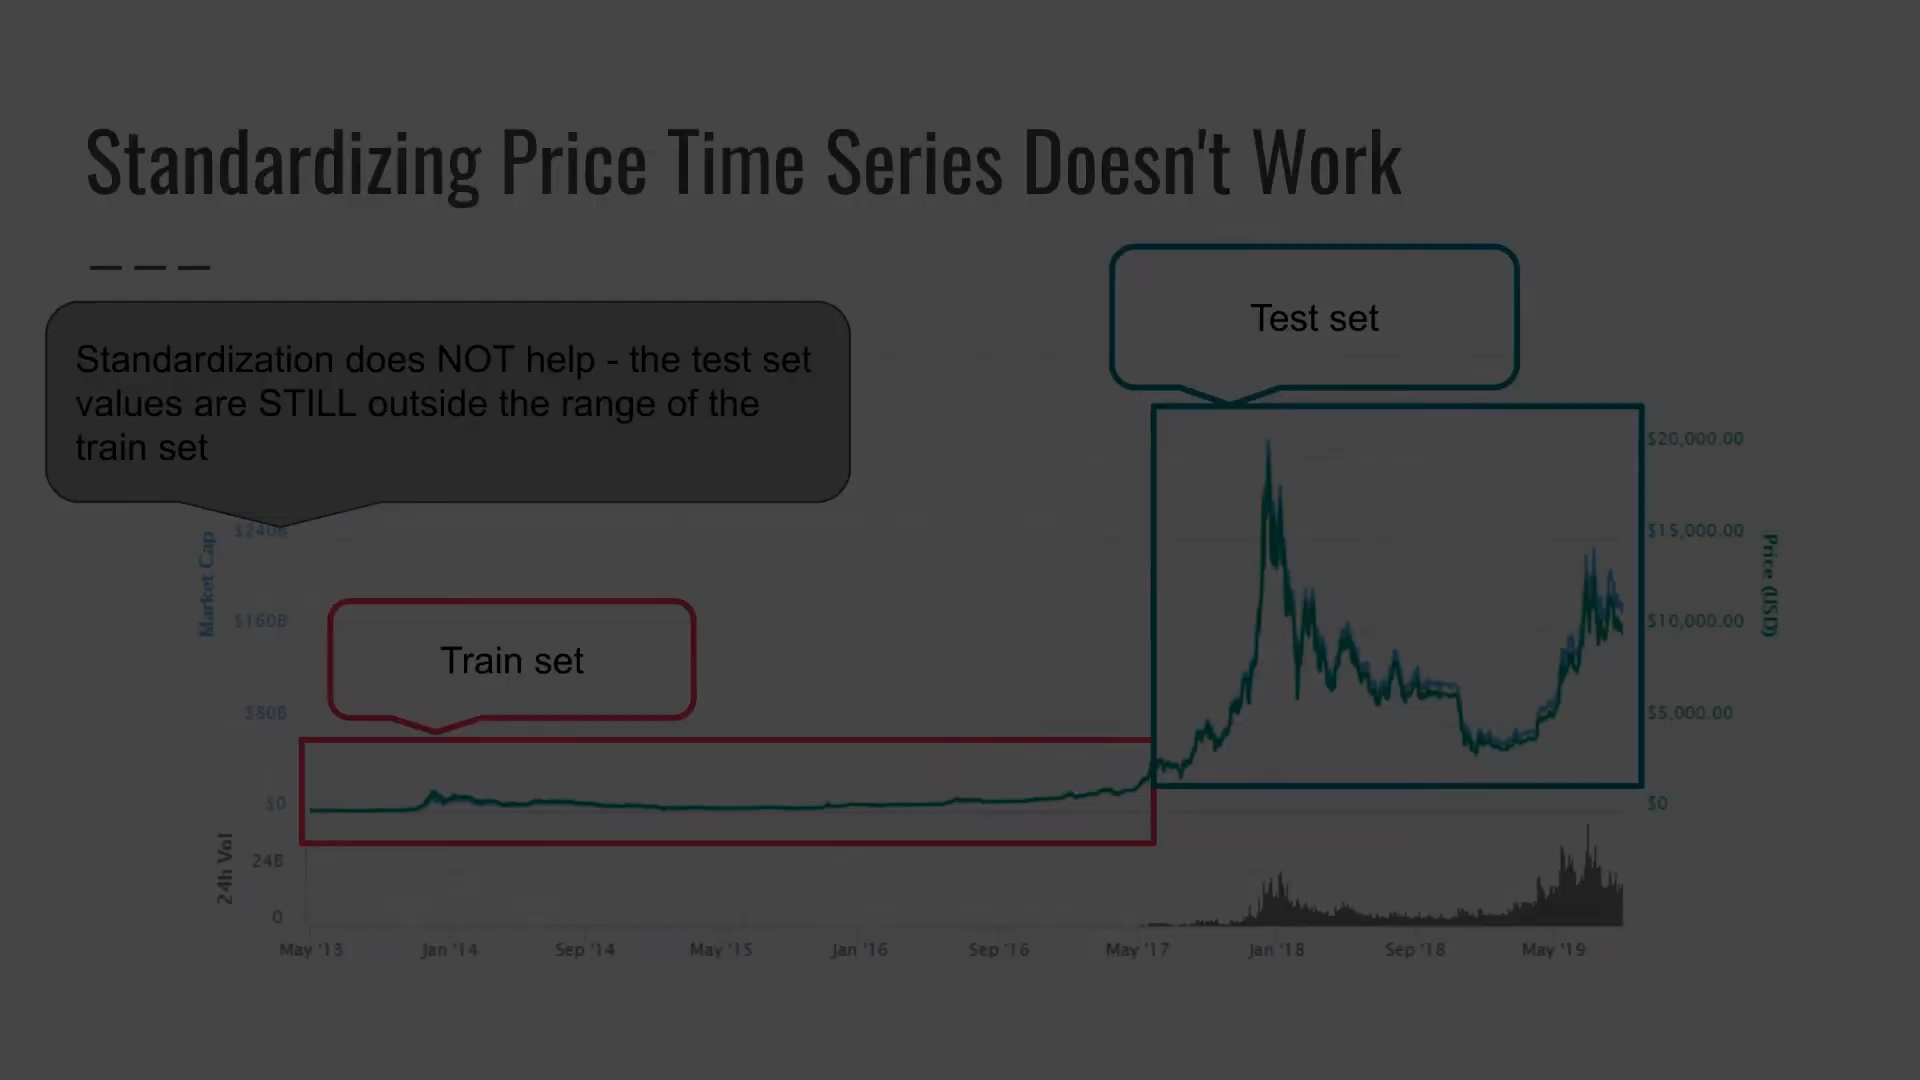 Standardizing Price Time Series Doesn't Work
Standardization does NOT help - the test set
values are STILL outside the range of the
train set
Test set
Train set
Market Cap
$240B
$160B
$80B
$0
24h Vol
24B
0
$20,000.00
$15,000.00
$10,000.00
$5,000.00
$0
Price (USD)
May '13
Jan '14
Sep '14
May '15
Jan '16
Sep '16
May '17
Jan '18
Sep '18
May '19